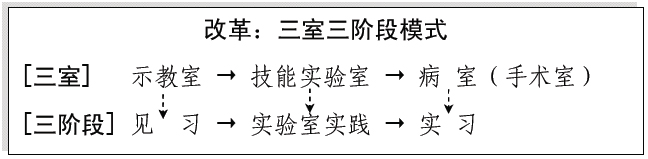 改革：三室三阶段模式
[三室] 示教室 → 技能实验室 → 病 室（手术室）
[三阶段] 见 习 → 实验室实践 → 实 习